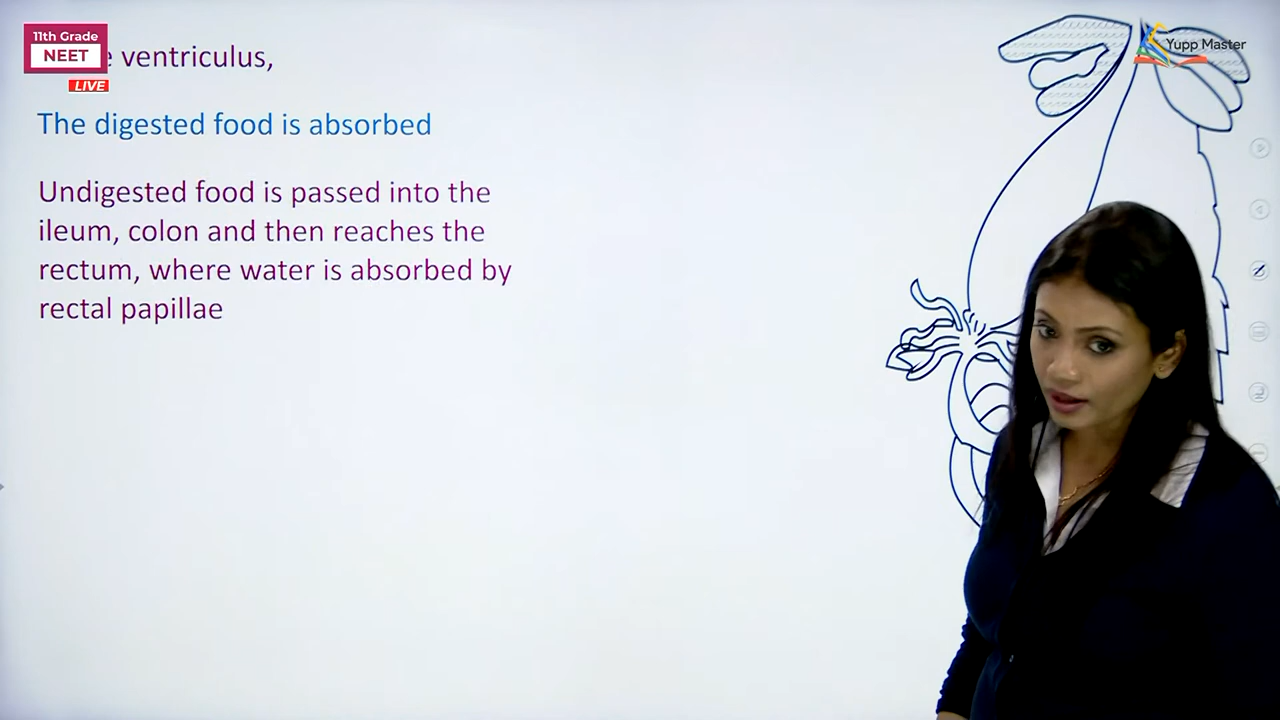 11th Grade
NEET
LIVE
ventriculus,
Yupp Master
The digested food is absorbed
Undigested food is passed into the
ileum, colon and then reaches the
rectum, where water is absorbed by
rectal papillae